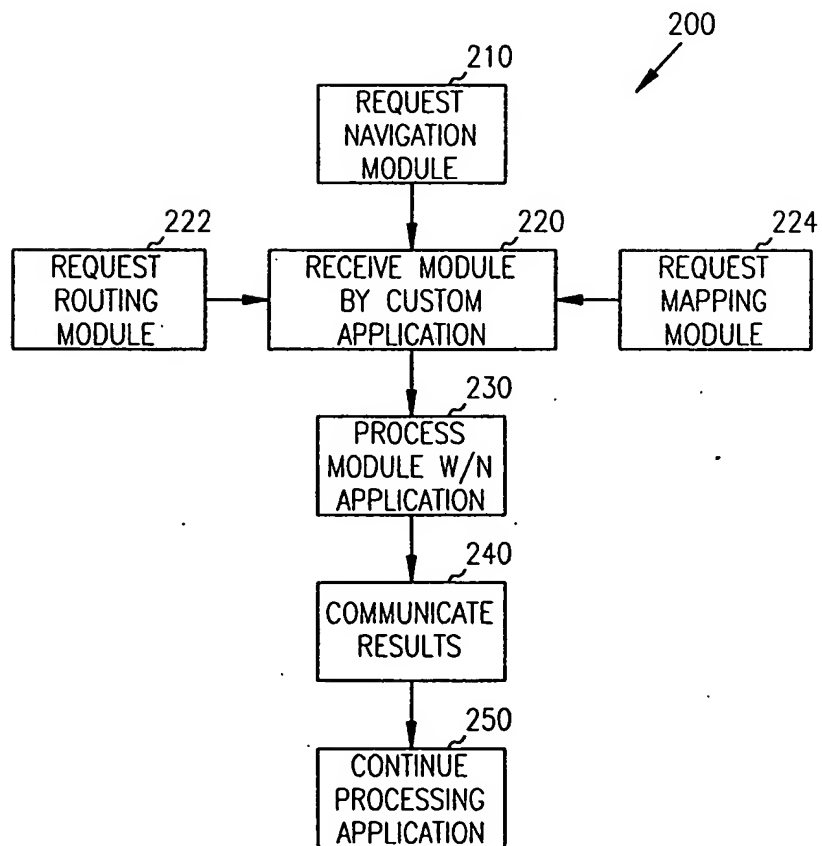 200
210
REQUEST
NAVIGATION
MODULE
222
REQUEST
ROUTING
MODULE
220
RECEIVE MODULE
BY CUSTOM
APPLICATION
224
REQUEST
MAPPING
MODULE
230
PROCESS
MODULE W/N
APPLICATION
240
COMMUNICATE
RESULTS
250
CONTINUE
PROCESSING
APPLICATION